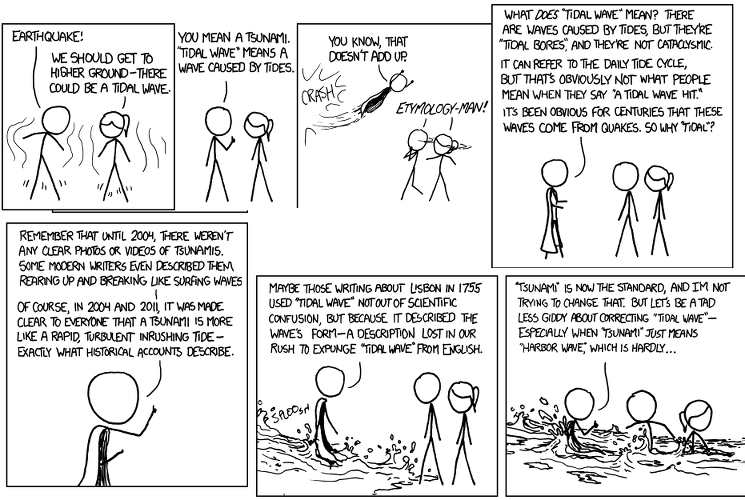 EARTHQUAKE!
WE SHOULD GET TO
HIGHER GROUND—THERE
COULD BE A TIDAL WAVE.
YOU MEAN A TSUNAMI.
"TIDAL WAVE" MEANS A
WAVE CAUSED BY TIDES.
YOU KNOW, THAT
DOESN'T ADD UP.
CRASH
ETYMOLOGY-MAN!
WHAT DOES "TIDAL WAVE" MEAN? THERE
ARE WAVES CAUSED BY TIDES, BUT THEY'RE
"TIDAL BORES", AND THEY'RE NOT CATACLYSMIC.
IT CAN REFER TO THE DAILY TIDE CYCLE,
BUT THAT'S OBVIOUSLY NOT WHAT PEOPLE
MEAN WHEN THEY SAY "A TIDAL WAVE HIT."
IT'S BEEN OBVIOUS FOR CENTURIES THAT THESE
WAVES COME FROM QUAKES. SO WHY "TIDAL"?
REMEMBER THAT UNTIL 2004, THERE WEREN'T
ANY CLEAR PHOTOS OR VIDEOS OF TSUNAMIS.
SOME MODERN WRITERS EVEN DESCRIBED THEM
REARING UP AND BREAKING LIKE SURFING WAVES
OF COURSE, IN 2004 AND 2011, IT WAS MADE
CLEAR TO EVERYONE THAT A TSUNAMI IS MORE
LIKE A RAPID, TURBULENT INRUSHING TIDE—
EXACTLY WHAT HISTORICAL ACCOUNTS DESCRIBE.
MAYBE THOSE WRITING ABOUT LISBON IN 1755
USED "TIDAL WAVE" NOT OUT OF SCIENTIFIC
CONFUSION, BUT BECAUSE IT DESCRIBED THE
WAVE'S FORM—A DESCRIPTION LOST IN OUR
RUSH TO EXPUNGE "TIDAL WAVE" FROM ENGLISH.
SPLOOSH
"TSUNAMI" IS NOW THE STANDARD, AND I'M NOT
TRYING TO CHANGE THAT. BUT LET'S BE A TAD
LESS GIDDY ABOUT CORRECTING "TIDAL WAVE"—
ESPECIALLY WHEN "TSUNAMI" JUST MEANS
"HARBOR WAVE," WHICH IS HARDLY...